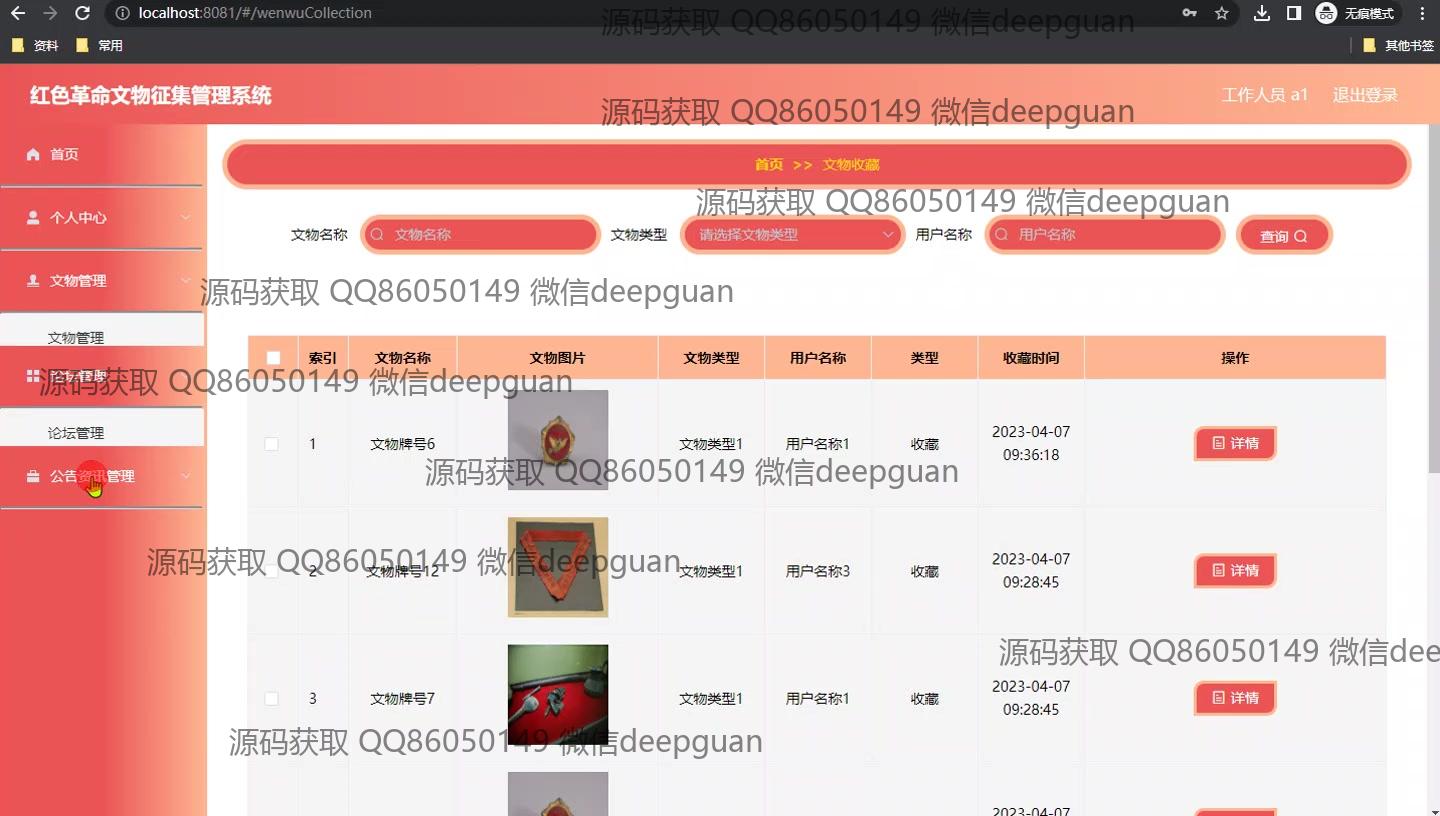 localhost:8081/#/wenwuCollection
无痕模式
资料
常用
其他书签
源码获取 QQ86050149 微信deepguan
红色革命文物征集管理系统
工作人员 a1
退出登录
源码获取 QQ86050149 微信deepguan
首页
个人中心
文物管理
文物管理
论坛管理
论坛管理
公告资讯管理
首页 >> 文物收藏
源码获取 QQ86050149 微信deepguan
文物名称
文物名称
文物类型
请选择文物类型
用户名称
用户名称
查询
源码获取 QQ86050149 微信deepguan
索引 文物名称 文物图片 文物类型 用户名称 类型 收藏时间 操作
源码获取 QQ86050149 微信deepguan
1 文物牌号6 文物类型1 用户名称1 收藏 2023-04-07 09:36:18 详情
源码获取 QQ86050149 微信deepguan
2 文物牌号12 文物类型1 用户名称3 收藏 2023-04-07 09:28:45 详情
源码获取 QQ86050149 微信deepguan
源码获取 QQ86050149 微信deep
3 文物牌号7 文物类型1 用户名称1 收藏 2023-04-07 09:28:45 详情
源码获取 QQ86050149 微信deepguan
2023-04-07